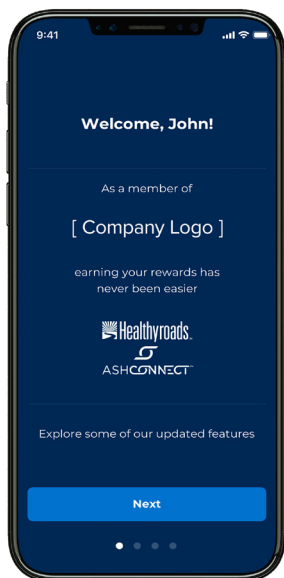 9:41
Welcome, John!
As a member of
[ Company Logo ]
earning your rewards has
never been easier
Healthyroads.
ASHCONNECT™
Explore some of our updated features
Next